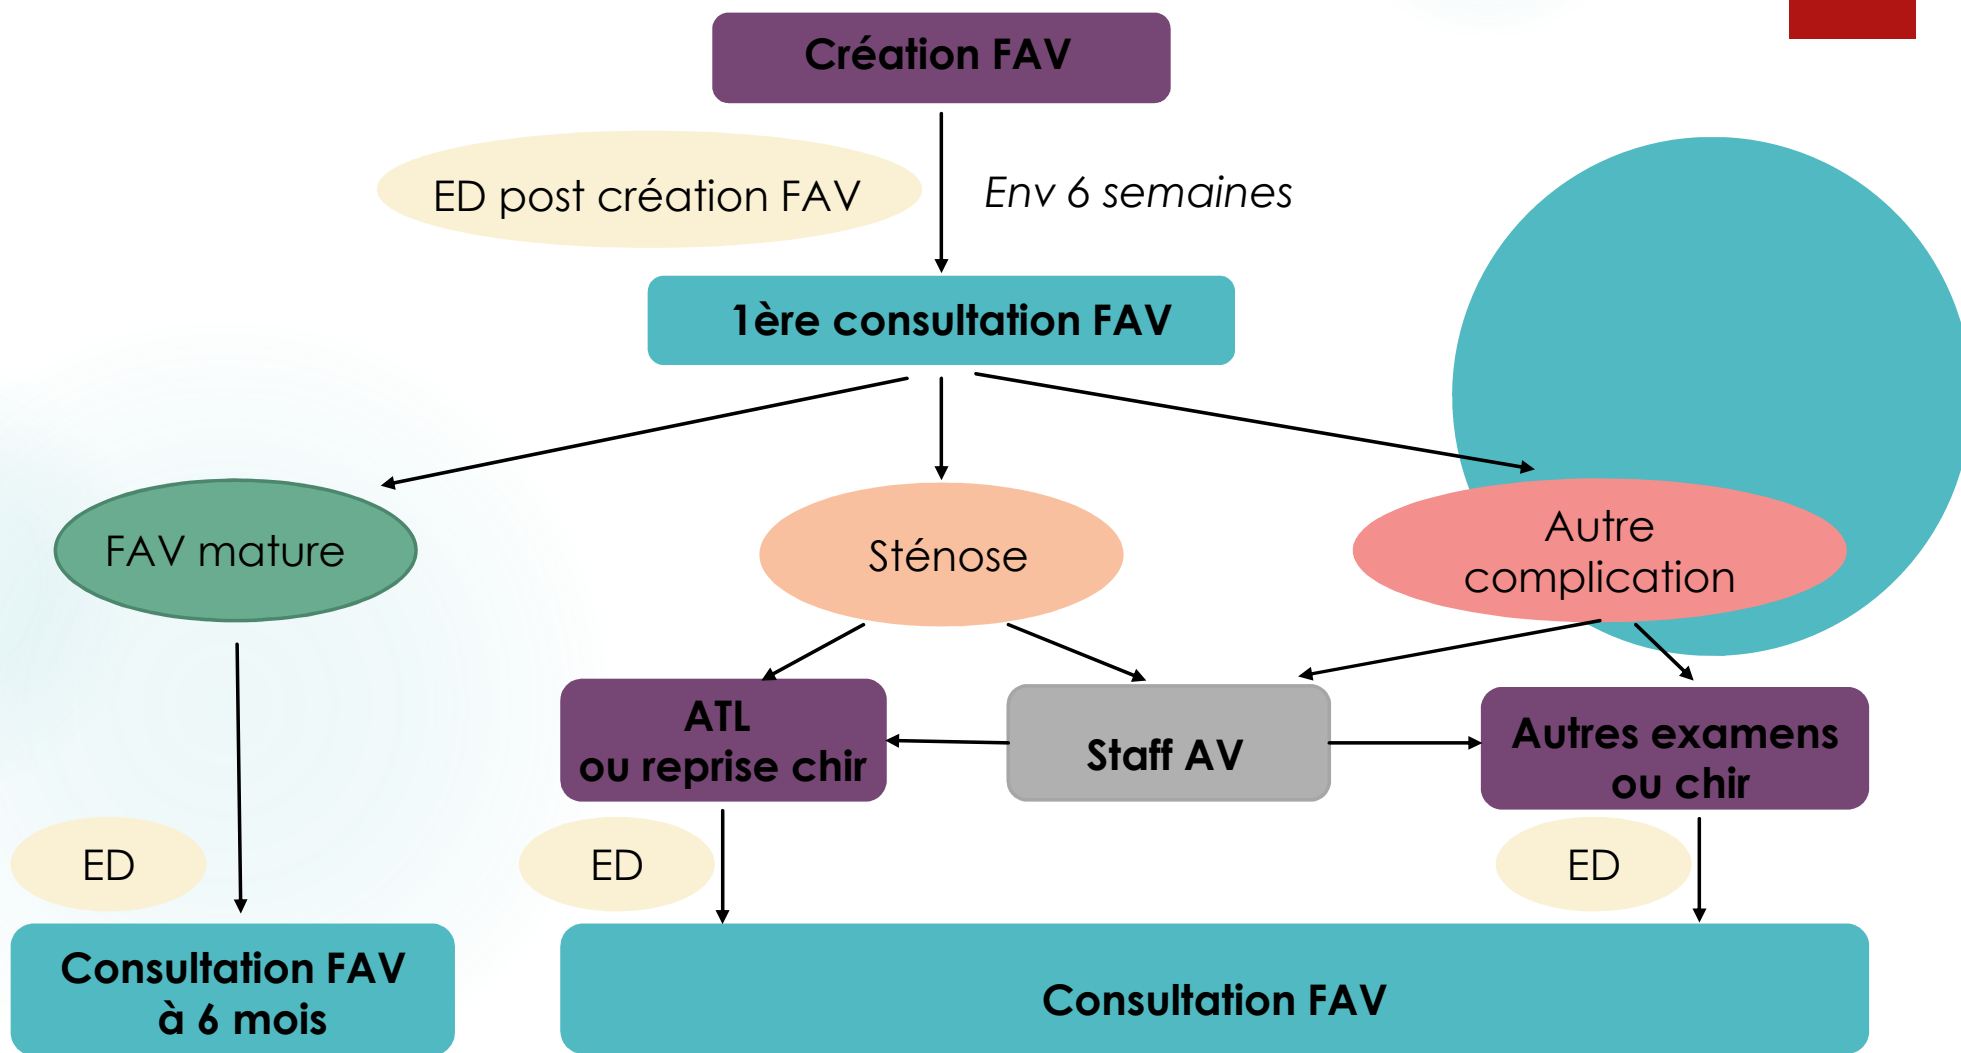 Création FAV
ED post création FAV
Env 6 semaines
1ère consultation FAV
FAV mature
Sténose
Autre
complication
ATL
ou reprise chir
Staff AV
Autres examens
ou chir
ED
ED
ED
Consultation FAV
à 6 mois
Consultation FAV